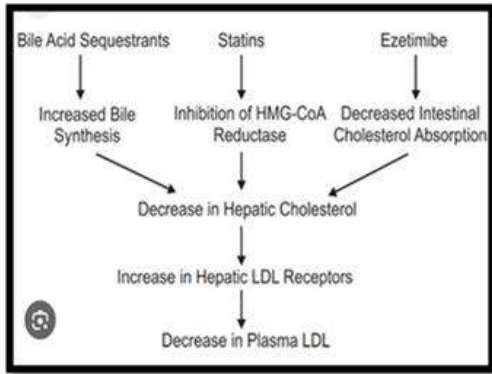 Bile Acid Sequestrants
Statins
Ezetimibe
Increased Bile
Synthesis
Inhibition of HMG-CoA
Reductase
Decreased Intestinal
Cholesterol Absorption
Decrease in Hepatic Cholesterol
Increase in Hepatic LDL Receptors
Decrease in Plasma LDL